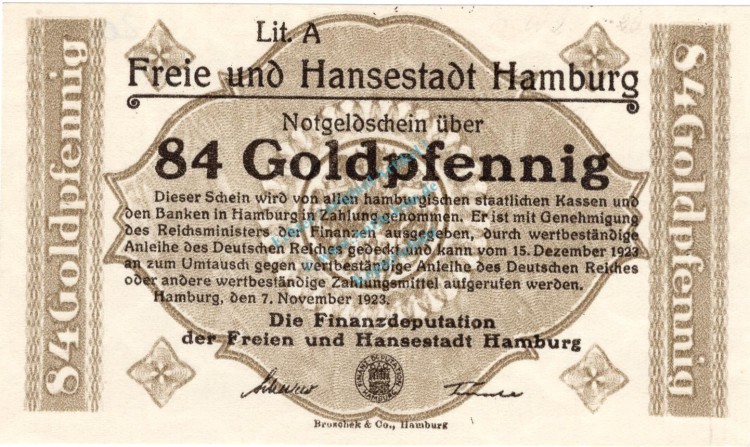 Lit. A
Freie und Hansestadt Hamburg
Notgeldschein über
84 Goldpfennig
Dieser Schein wird von allen hamburgischen staatlichen Kassen und
den Banken in Hamburg in Zahlung genommen. Er ist mit Genehmigung
des Reichsministers der Finanzen ausgegeben, durch wertbeständige
Anleihe des Deutschen Reiches gedeckt und kann vom 15. Dezember 1923
an zum Umtausch gegen wertbeständige Anleihe des Deutschen Reiches
oder andere wertbeständige Zahlungsmittel aufgerufen werden.
Hamburg, den 7. November 1923.
Die Finanzdeputation
der Freien und Hansestadt Hamburg
Broschek & Co., Hamburg
84 Goldpfennig
84 Goldpfennig